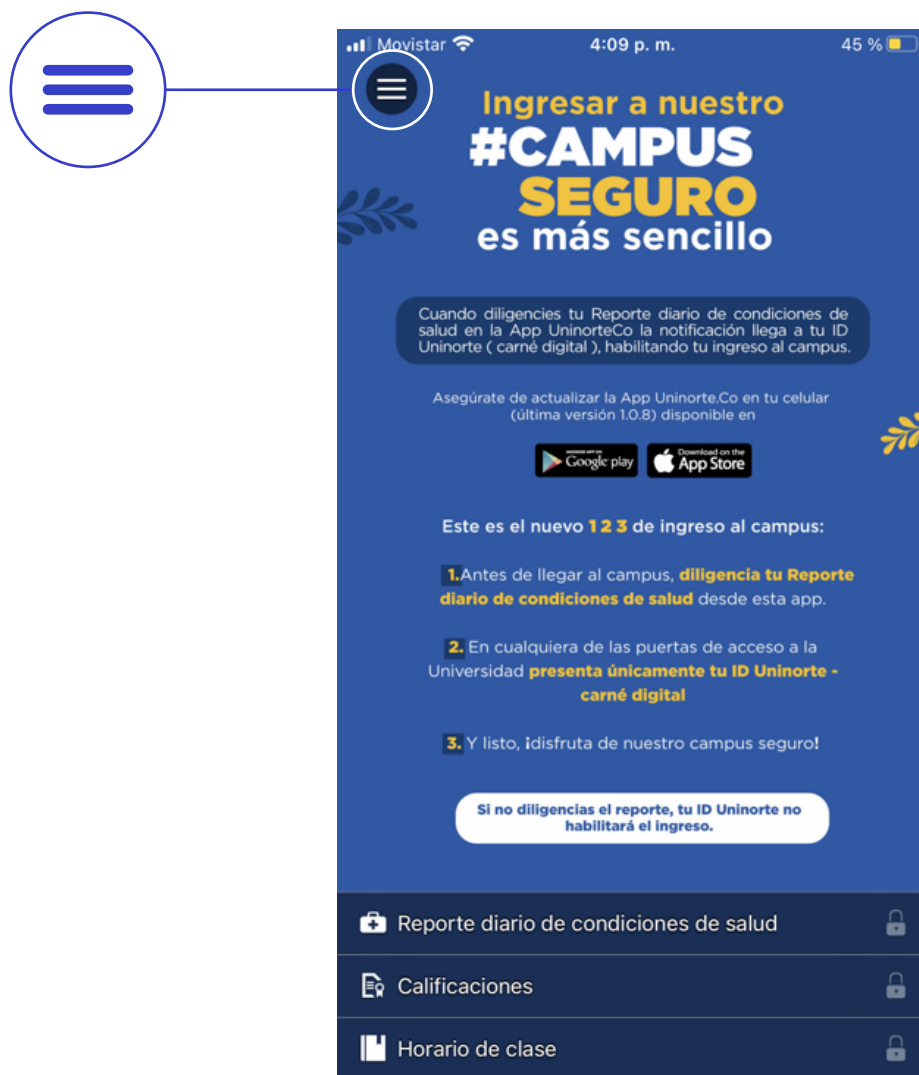 Movistar 4:09 p. m. 45 %
Ingresar a nuestro
#CAMPUS
SEGURO
es más sencillo
Cuando diligencies tu Reporte diario de condiciones de
salud en la App UninorteCo la notificación llega a tu ID
Uninorte ( carné digital ), habilitando tu ingreso al campus.
Asegúrate de actualizar la App Uninorte.Co en tu celular
(última versión 1.0.8) disponible en
ANDROID APP ON
Google play
Download on the
App Store
Este es el nuevo 1 2 3 de ingreso al campus:
1.Antes de llegar al campus, diligencia tu Reporte
diario de condiciones de salud desde esta app.
2. En cualquiera de las puertas de acceso a la
Universidad presenta únicamente tu ID Uninorte -
carné digital
3. Y listo, ¡disfruta de nuestro campus seguro!
Si no diligencias el reporte, tu ID Uninorte no
habilitará el ingreso.
Reporte diario de condiciones de salud
Calificaciones
Horario de clase